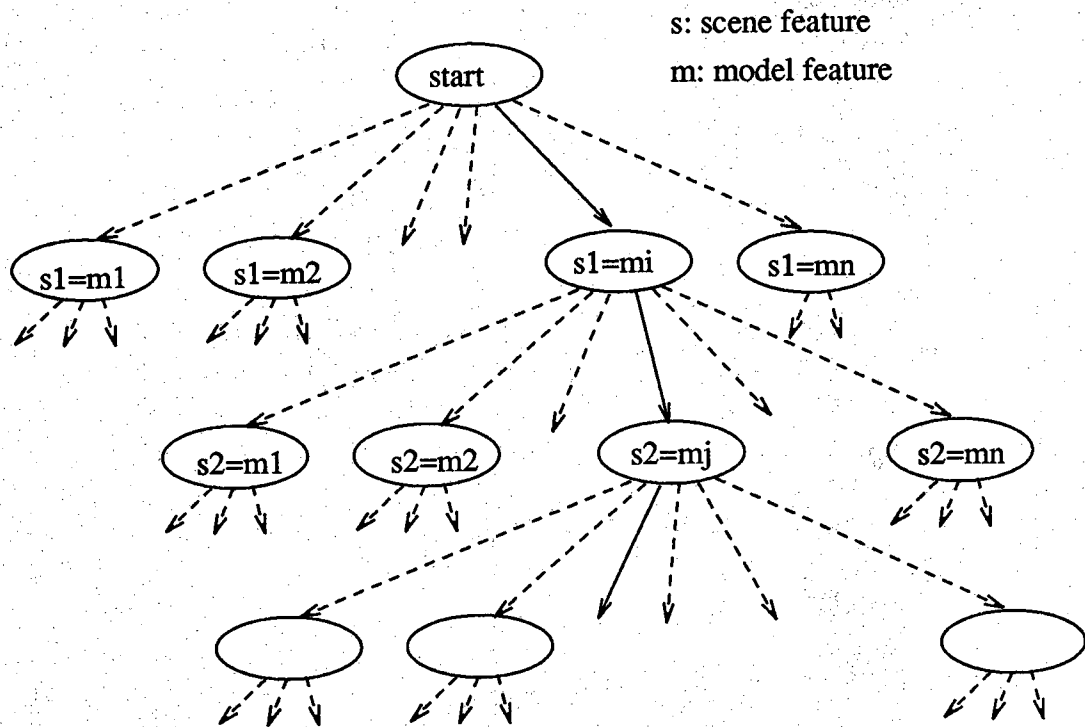 s: scene feature
m: model feature
start
s1=m1
s1=m2
s1=mi
s1=mn
s2=m1
s2=m2
s2=mj
s2=mn